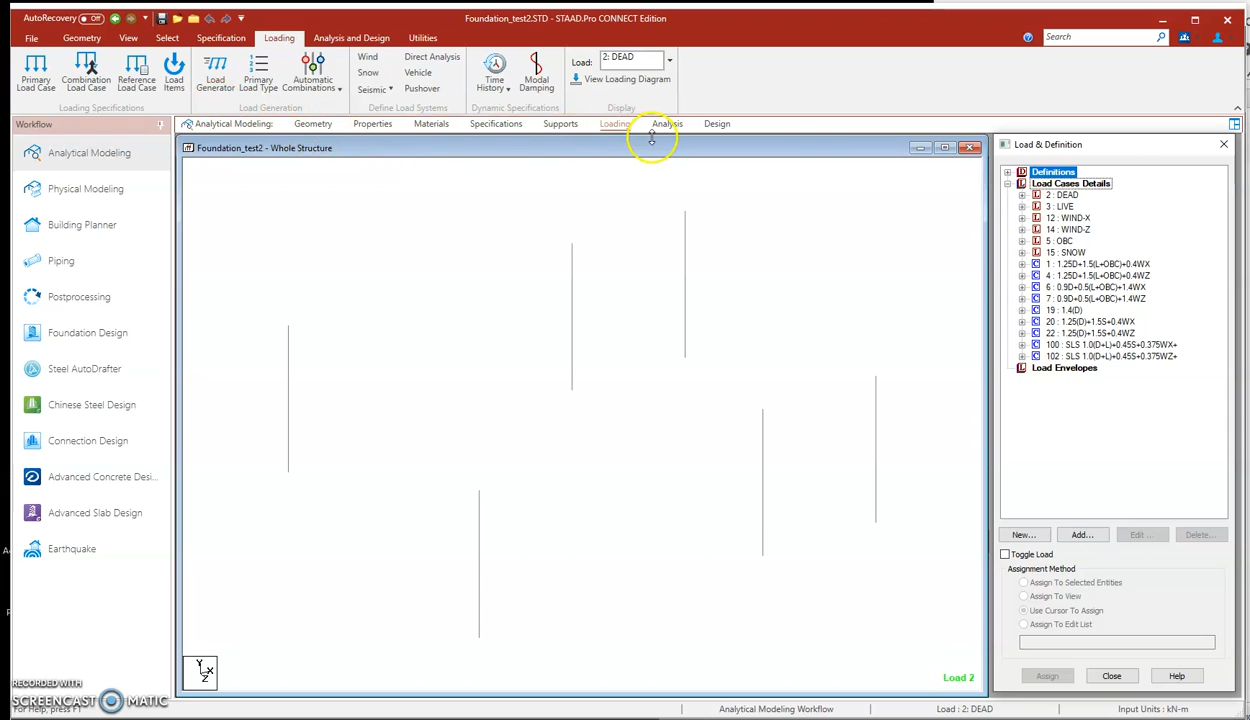 AutoRecovery Off
Foundation_test2.STD - STAAD.Pro CONNECT Edition
File Geometry View Select Specification Loading Analysis and Design Utilities
Search
Primary Load Case
Combination Load Case
Reference Load Case
Load Items
Loading Specifications
Load Generator
Primary Load Type
Automatic Combinations
Load Generation
Wind
Snow
Seismic
Direct Analysis
Vehicle
Pushover
Define Load Systems
Time History
Modal Damping
Dynamic Specifications
Load: 2: DEAD
View Loading Diagram
Display
Workflow
Analytical Modeling: Geometry Properties Materials Specifications Supports Loading Analysis Design
Analytical Modeling
Physical Modeling
Building Planner
Piping
Postprocessing
Foundation Design
Steel AutoDrafter
Chinese Steel Design
Connection Design
Advanced Concrete Desi...
Advanced Slab Design
Earthquake
Foundation_test2 - Whole Structure
Y
X
Z
Load 2
Load & Definition
Definitions
Load Cases Details
2 : DEAD
3 : LIVE
12 : WIND-X
14 : WIND-Z
5 : OBC
15 : SNOW
1 : 1.25D+1.5(L+OBC)+0.4WX
4 : 1.25D+1.5(L+OBC)+0.4WZ
6 : 0.9D+0.5(L+OBC)+1.4WX
7 : 0.9D+0.5(L+OBC)+1.4WZ
19 : 1.4(D)
20 : 1.25(D)+1.5S+0.4WX
22 : 1.25(D)+1.5S+0.4WZ
100 : SLS 1.0(D+L)+0.45S+0.375WX+
102 : SLS 1.0(D+L)+0.45S+0.375WZ+
Load Envelopes
New... Add... Edit ... Delete...
Toggle Load
Assignment Method
Assign To Selected Entities
Assign To View
Use Cursor To Assign
Assign To Edit List
Assign Close Help
RECORDED WITH
SCREENCAST MATIC
For Help, press F1
Analytical Modeling Workflow
Load : 2: DEAD
Input Units : kN-m